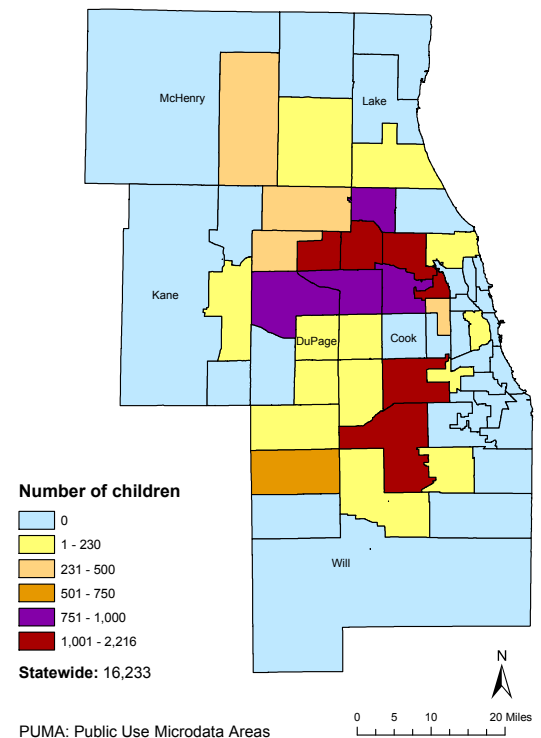 McHenry
Lake
Kane
DuPage
Cook
Will
Number of children
0
1 - 230
231 - 500
501 - 750
751 - 1,000
1,001 - 2,216
Statewide: 16,233
PUMA: Public Use Microdata Areas
N
0 5 10 20 Miles